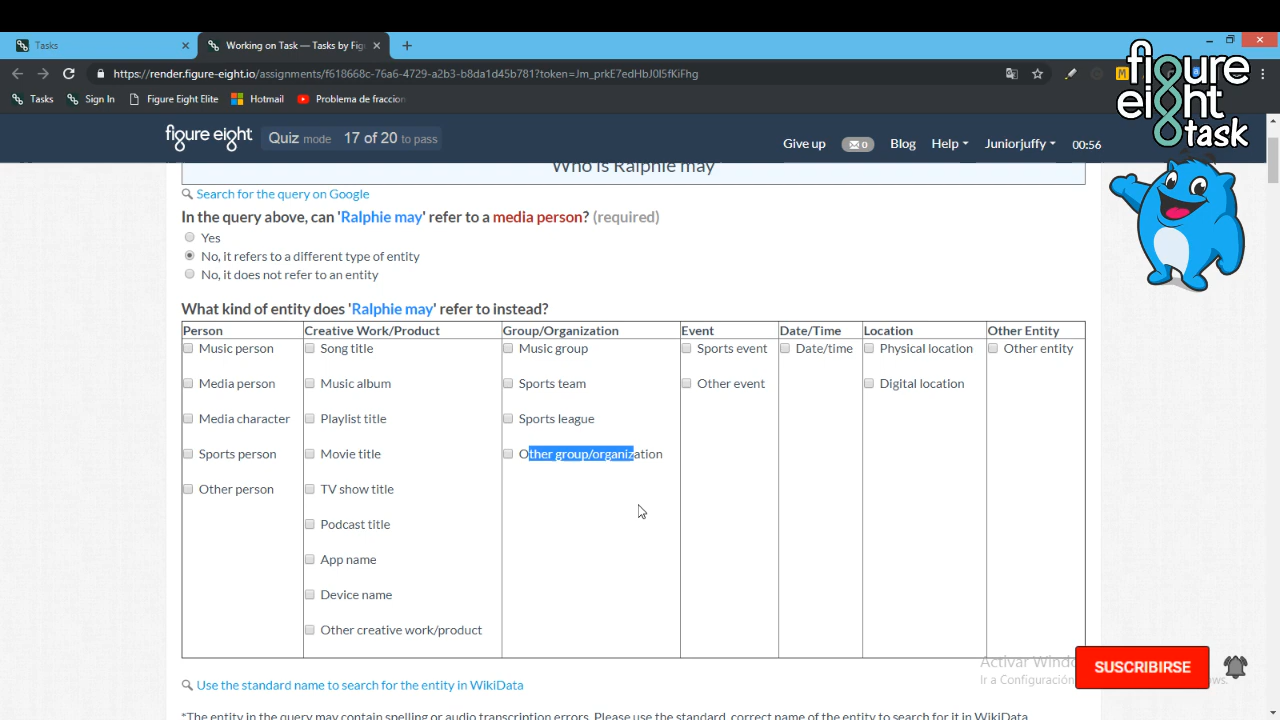 Tasks
Working on Task — Tasks by Fig
https://render.figure-eight.io/assignments/f618668c-76a6-4729-a2b3-b8da1d45b781?token=Jm_prkE7edHbJ0I5fKiFhg
Tasks Sign In Figure Eight Elite Hotmail Problema de fraccion
figure eight task
figure eight Quiz mode 17 of 20 to pass Give up 0 Blog Help Juniorjuffy 00:56
Who is Ralphie may
Search for the query on Google
In the query above, can 'Ralphie may' refer to a media person? (required)
Yes
No, it refers to a different type of entity
No, it does not refer to an entity
What kind of entity does 'Ralphie may' refer to instead?
Person Creative Work/Product Group/Organization Event Date/Time Location Other Entity
Music person Song title Music group Sports event Date/time Physical location Other entity
Media person Music album Sports team Other event Digital location
Media character Playlist title Sports league
Sports person Movie title Other group/organization
Other person TV show title
Podcast title
App name
Device name
Other creative work/product
Activar Windo
Ir a Configuración
SUSCRIBIRSE
Use the standard name to search for the entity in WikiData
*The entity in the query may contain spelling or audio transcription errors. Please use the standard, correct name of the entity to search for it in WikiData